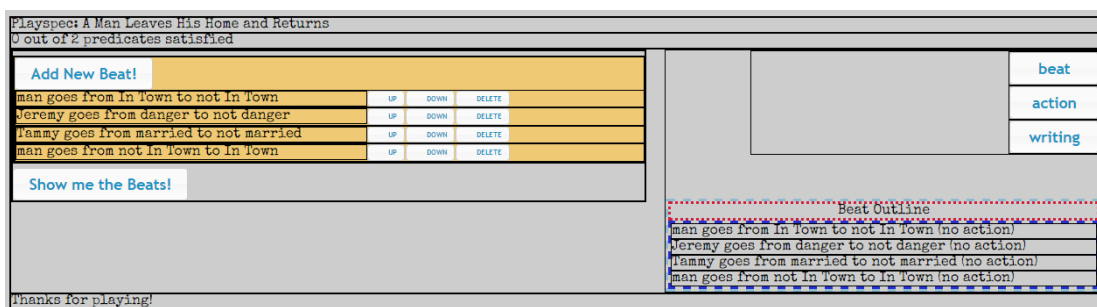 Playspec: A Man Leaves His Home and Returns
0 out of 2 predicates satisfied
Add New Beat!
man goes from In Town to not In Town UP DOWN DELETE
Jeremy goes from danger to not danger UP DOWN DELETE
Tammy goes from married to not married UP DOWN DELETE
man goes from not In Town to In Town UP DOWN DELETE
Show me the Beats!
beat
action
writing
Beat Outline
man goes from In Town to not In Town (no action)
Jeremy goes from danger to not danger (no action)
Tammy goes from married to not married (no action)
man goes from not In Town to In Town (no action)
Thanks for playing!